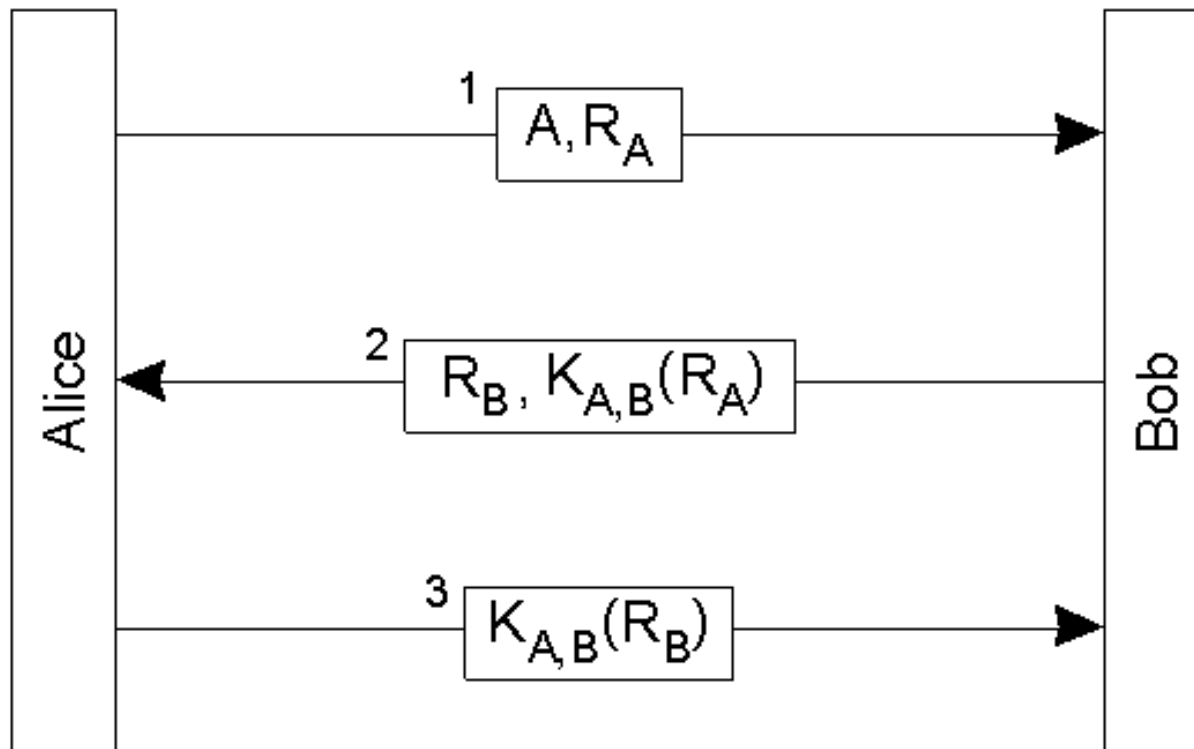 Alice
1
A, R_A
2
R_B, K_A,B(R_A)
3
K_A,B(R_B)
Bob